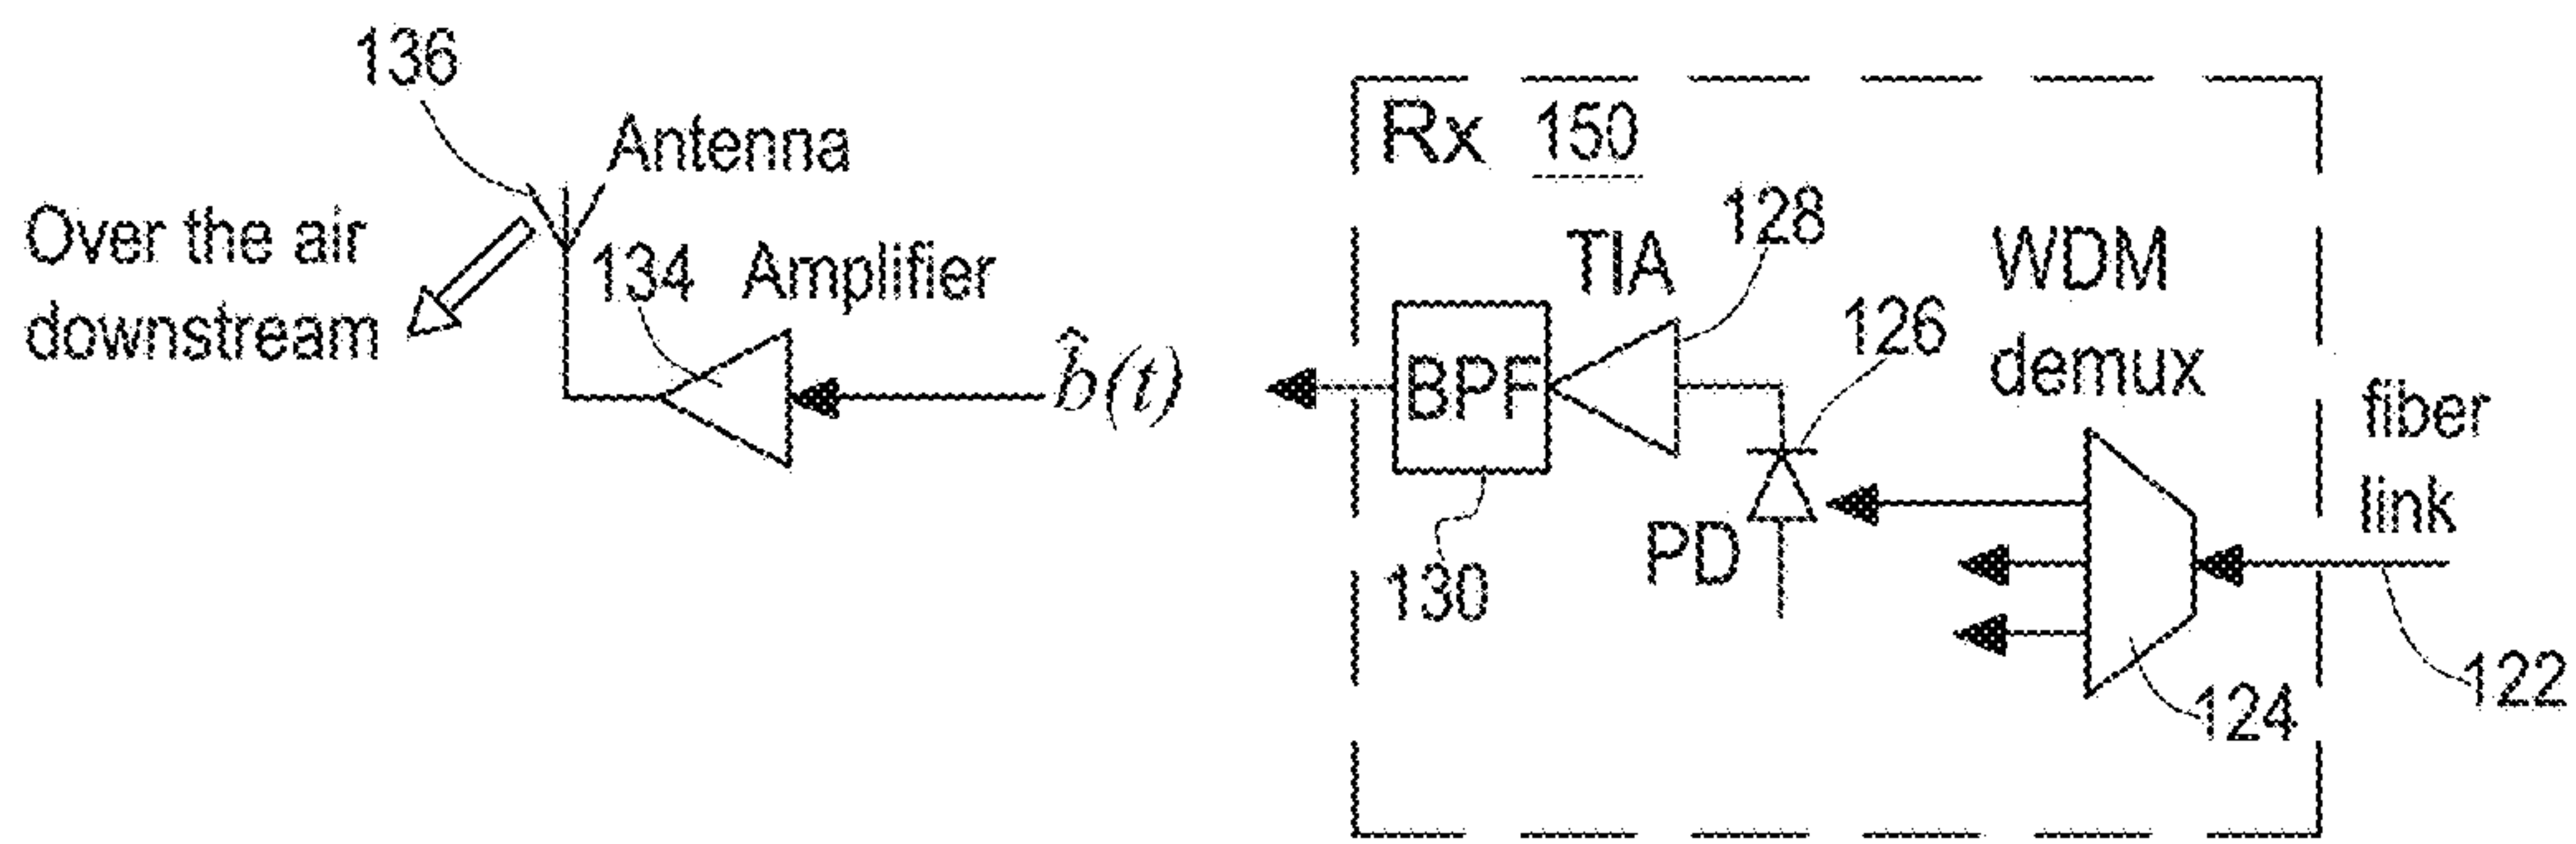 136
Antenna
Over the air
downstream
134 Amplifier
b̂(t)
Rx 150
TIA
128
BPF
130
126
PD
WDM
demux
124
fiber
link
122